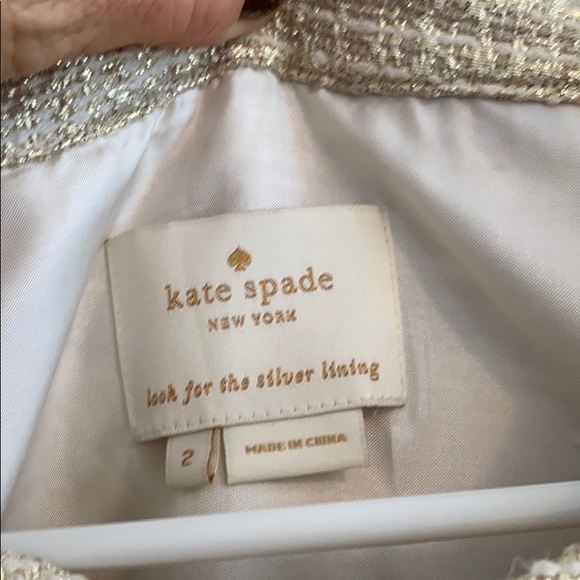 kate spade
NEW YORK
look for the silver lining
2
MADE IN CHINA